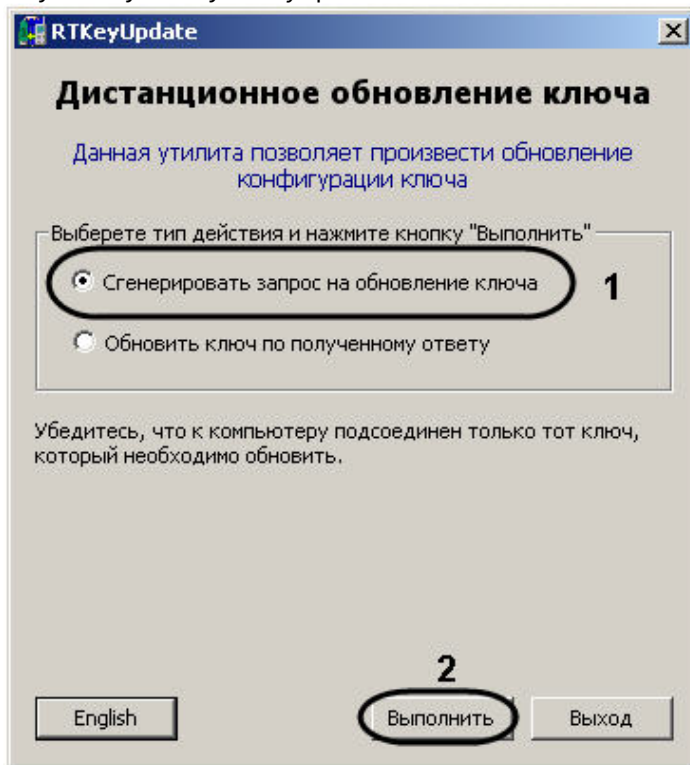 RTKeyUpdate
Дистанционное обновление ключа
Данная утилита позволяет произвести обновление
конфигурации ключа
Выберете тип действия и нажмите кнопку "Выполнить"
Сгенерировать запрос на обновление ключа 1
Обновить ключ по полученному ответу
Убедитесь, что к компьютеру подсоединен только тот ключ,
который необходимо обновить.
2
English Выполнить Выход